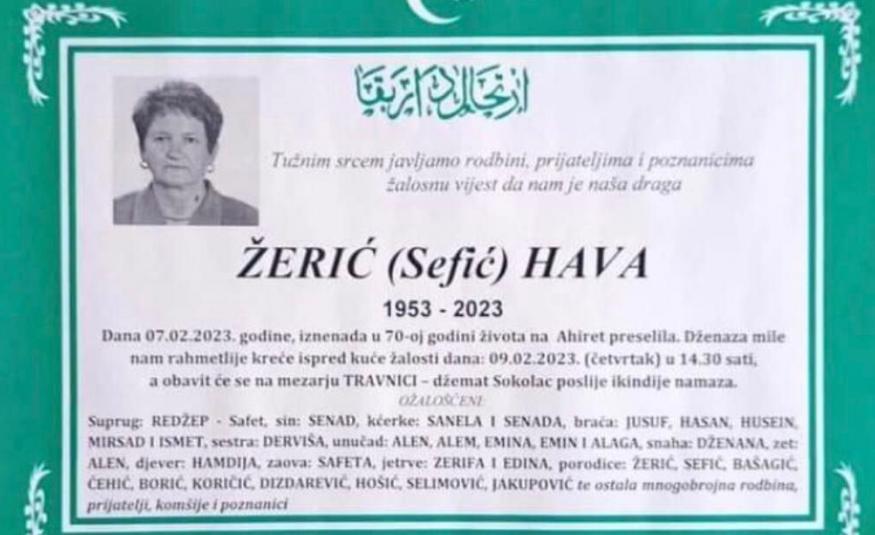 ارتحال دار بقا
Tužnim srcem javljamo rodbini, prijateljima i poznanicima
žalosnu vijest da nam je naša draga
ŽERIĆ (Sefić) HAVA
1953 - 2023
Dana 07.02.2023. godine, iznenada u 70-oj godini života na Ahiret preselila. Dženaza mile
nam rahmetlije kreće ispred kuće žalosti dana: 09.02.2023. (četvrtak) u 14.30 sati,
a obavit će se na mezarju TRAVNICI – džemat Sokolac poslije ikindije namaza.
OŽALOŠĆENI:
Suprug: REDŽEP - Safet, sin: SENAD, kćerke: SANELA I SENADA, braća: JUSUF, HASAN, HUSEIN,
MIRSAD I ISMET, sestra: DERVIŠA, unučad: ALEN, ALEM, EMINA, EMIN I ALAGA, snaha: DŽENANA, zet:
ALEN, djever: HAMDIJA, zaova: SAFETA, jetrve: ZERIFA I EDINA, porodice: ŽERIĆ, SEFIĆ, BAŠAGIĆ,
ČEHIĆ, BORIĆ, KORIČIĆ, DIZDAREVIĆ, HOŠIĆ, SELIMOVIĆ, JAKUPOVIĆ te ostala mnogobrojna rodbina,
prijatelji, komšije i poznanici